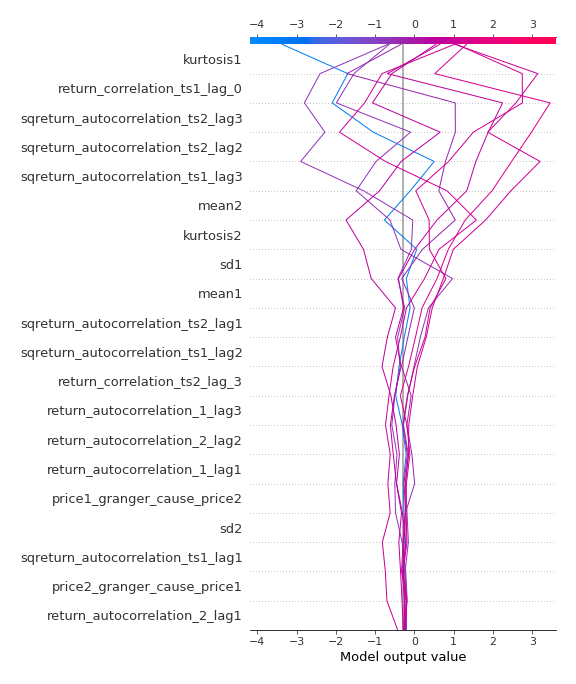 −4 −3 −2 −1 0 1 2 3
kurtosis1
return_correlation_ts1_lag_0
sqreturn_autocorrelation_ts2_lag3
sqreturn_autocorrelation_ts2_lag2
sqreturn_autocorrelation_ts1_lag3
mean2
kurtosis2
sd1
mean1
sqreturn_autocorrelation_ts2_lag1
sqreturn_autocorrelation_ts1_lag2
return_correlation_ts2_lag_3
return_autocorrelation_1_lag3
return_autocorrelation_2_lag2
return_autocorrelation_1_lag1
price1_granger_cause_price2
sd2
sqreturn_autocorrelation_ts1_lag1
price2_granger_cause_price1
return_autocorrelation_2_lag1
−4 −3 −2 −1 0 1 2 3
Model output value